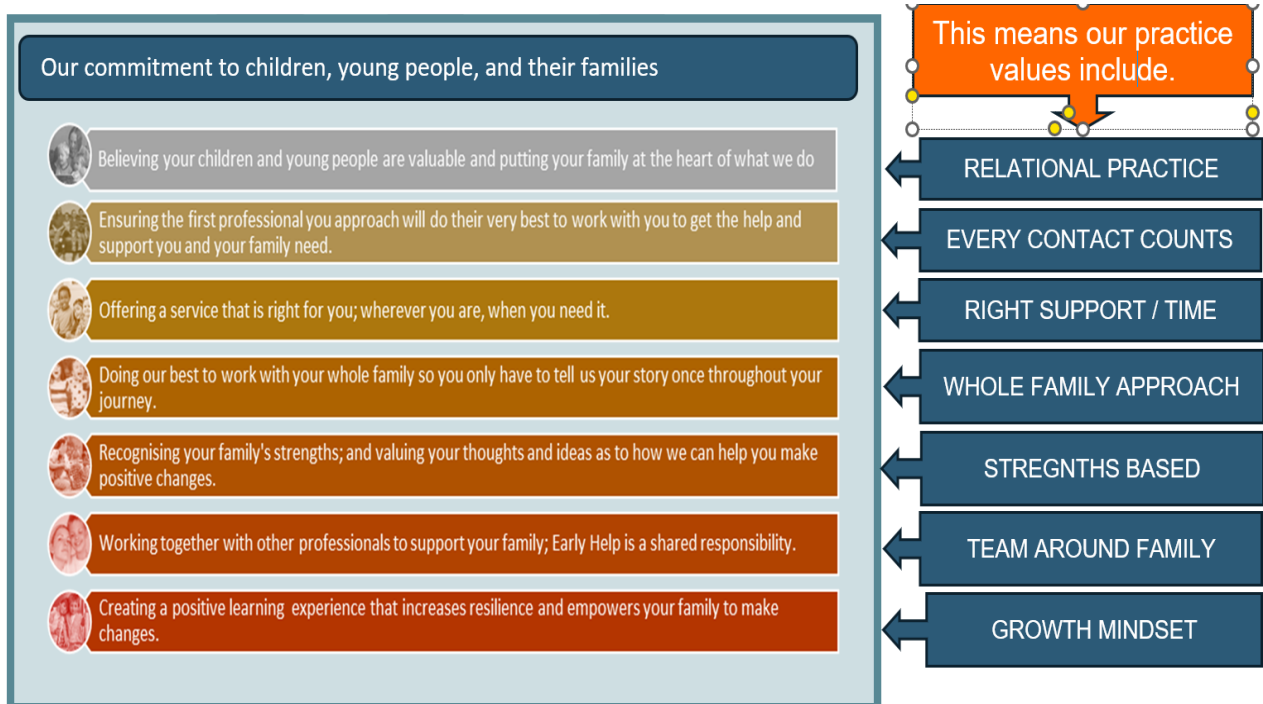 Our commitment to children, young people, and their families
This means our practice
values include.
Believing your children and young people are valuable and putting your family at the heart of what we do
RELATIONAL PRACTICE
Ensuring the first professional you approach will do their very best to work with you to get the help and
support you and your family need.
EVERY CONTACT COUNTS
Offering a service that is right for you; wherever you are, when you need it.
RIGHT SUPPORT / TIME
Doing our best to work with your whole family so you only have to tell us your story once throughout your
journey.
WHOLE FAMILY APPROACH
Recognising your family's strengths; and valuing your thoughts and ideas as to how we can help you make
positive changes.
STREGNTHS BASED
Working together with other professionals to support your family; Early Help is a shared responsibility.
TEAM AROUND FAMILY
Creating a positive learning experience that increases resilience and empowers your family to make
changes.
GROWTH MINDSET